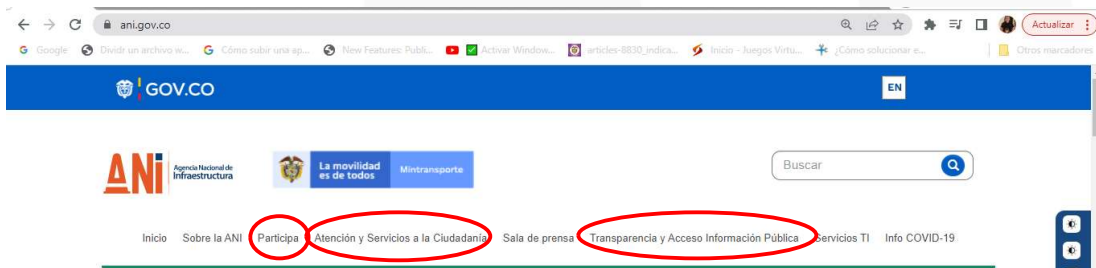 ani.gov.co
Actualizar
Google Dividir un archivo w... Cómo subir una ap... New Features: Publi... Activar Window... articles-8830_indica... Inicio - Juegos Virtu... ¿Cómo solucionar e... Otros marcadores
GOV.CO
EN
ANi Agencia Nacional de
Infraestructura
La movilidad
es de todos
Mintransporte
Buscar
Inicio Sobre la ANI Participa Atención y Servicios a la Ciudadanía Sala de prensa Transparencia y Acceso Información Pública Servicios TI Info COVID-19